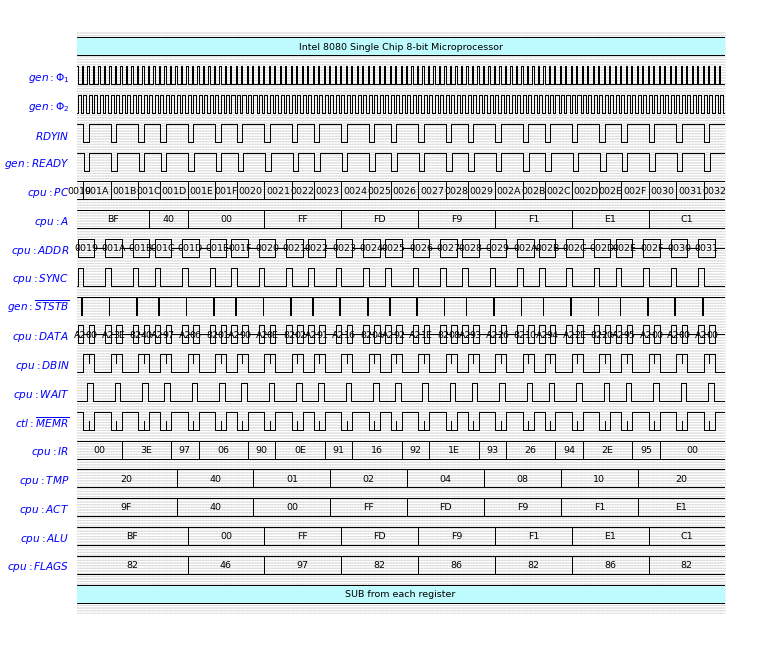 Intel 8080 Single Chip 8-bit Microprocessor
gen : Φ1
gen : Φ2
RDYIN
gen : READY
cpu : PC 0019 001A 001B 001C 001D 001E 001F 0020 0021 0022 0023 0024 0025 0026 0027 0028 0029 002A 002B 002C 002D 002E 002F 0030 0031 0032
cpu : A BF 40 00 FF FD F9 F1 E1 C1
cpu : ADDR 0019 001A 001B 001C 001D 001E 001F 0020 0021 0022 0023 0024 0025 0026 0027 0028 0029 002A 002B 002C 002D 002E 002F 0030 0031
cpu : SYNC
gen : STSTB
cpu : DATA
cpu : DBIN
cpu : WAIT
ctl : MEMR
cpu : IR 00 3E 97 06 90 0E 91 16 92 1E 93 26 94 2E 95 00
cpu : TMP 20 40 01 02 04 08 10 20
cpu : ACT 9F 40 00 FF FD F9 F1 E1
cpu : ALU BF 00 FF FD F9 F1 E1 C1
cpu : FLAGS 82 46 97 82 86 82 86 82
SUB from each register